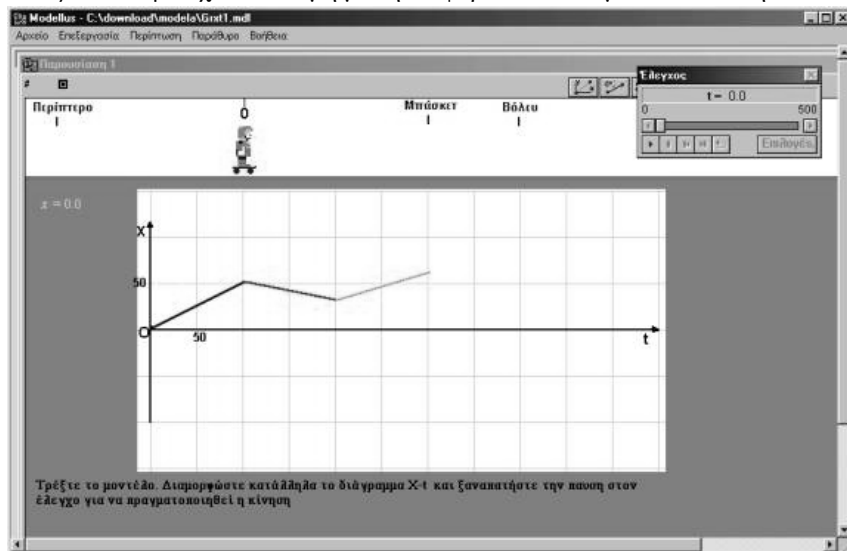 Modellus - C:\download\modela\Grxt1.mdl
Αρχείο Επεξεργασία Περίπτωση Παράθυρο Βοήθεια
Παρουσίαση 1
Έλεγχος
t = 0.0
0 500
Επιλογές.
Περίπτερο 0 Μπάσκετ Βόλευ
x = 0.0
X
50
O
50
t
Τρέξτε το μοντέλο. Διαμορφώστε κατάλληλα το διάγραμμα X-t και ξαναπατήστε την παυση στον
έλεγχο για να πραγματοποιηθεί η κίνηση